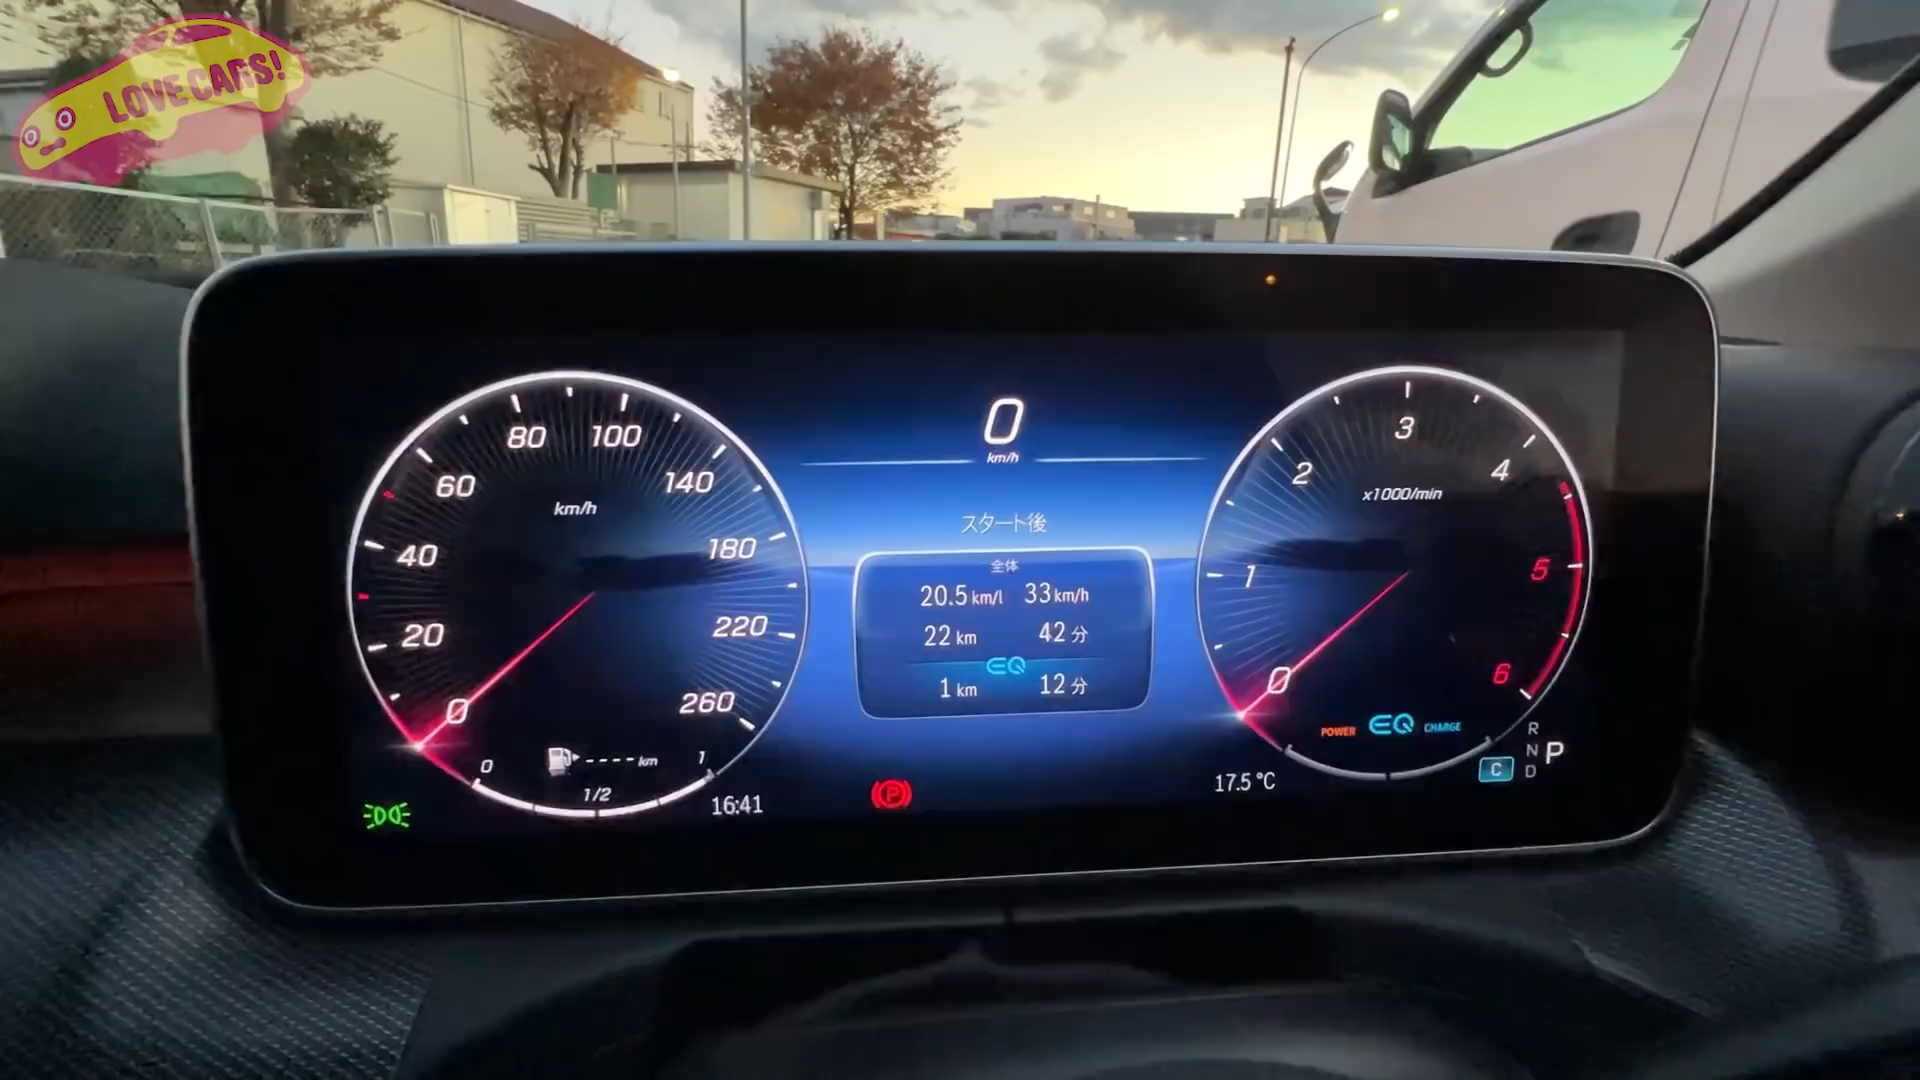 LOVE CARS!
0
km/h
0
20
40
60
80
100
140
180
220
260
km/h
0
1/2
1
---- km
16:41
スタート後
全体
20.5 km/l 33 km/h
22 km 42 分
EQ
1 km 12 分
P
17.5 °C
0
1
2
3
4
5
6
x1000/min
POWER EQ CHARGE
C
R
N
D
P